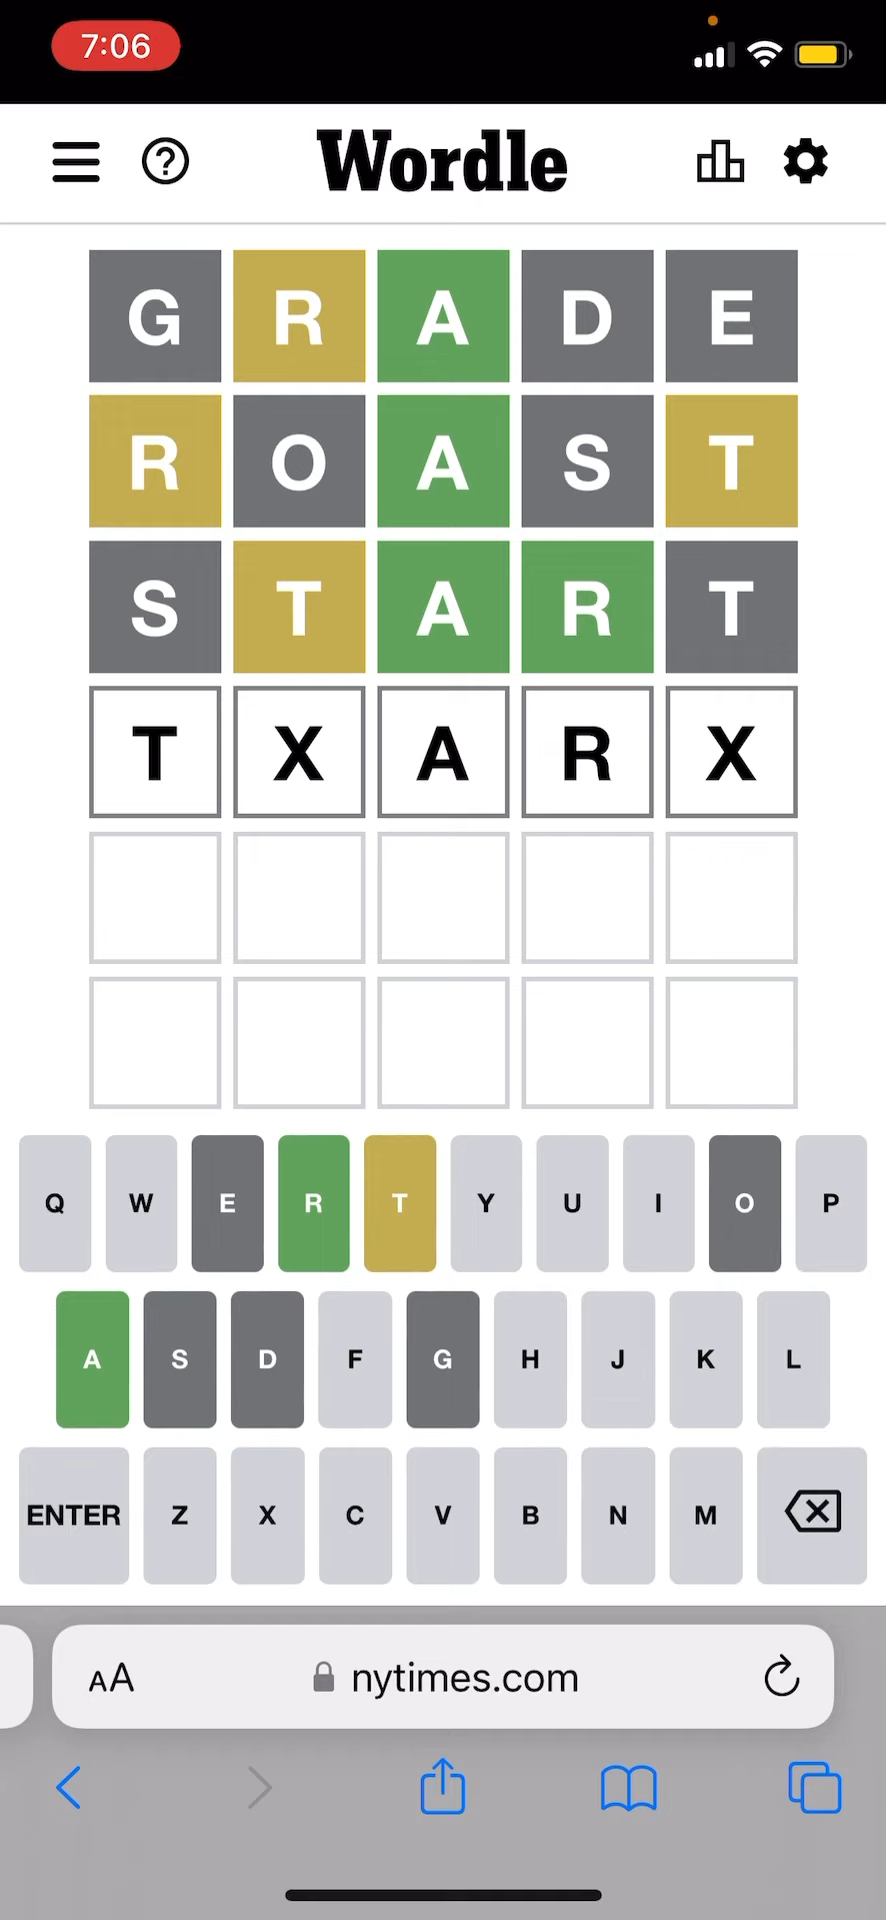 7:06
Wordle
G R A D E
R O A S T
S T A R T
T X A R X
Q W E R T Y U I O P
A S D F G H J K L
ENTER Z X C V B N M
AA nytimes.com